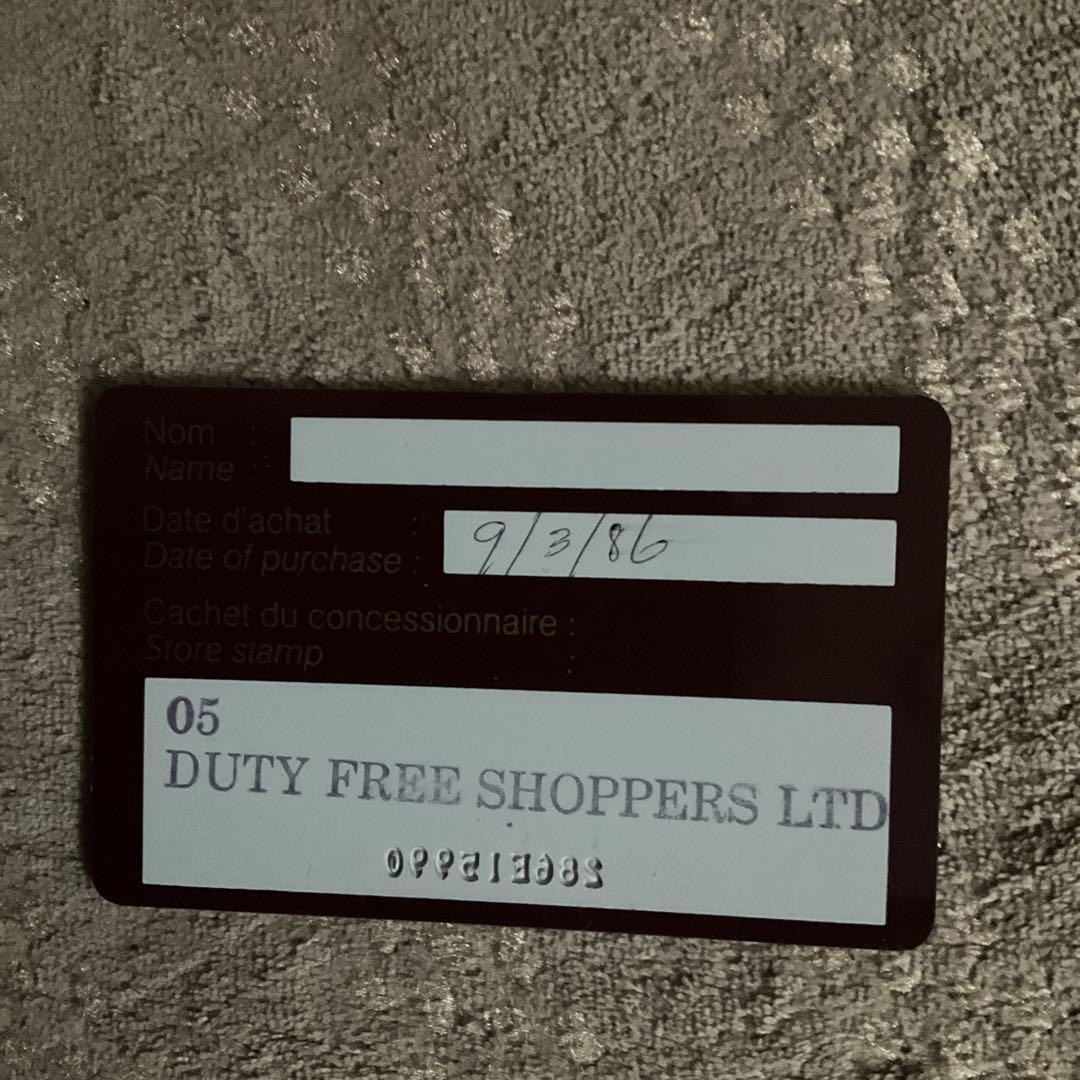 Nom :
Name :
Date d'achat :
Date of purchase : 9/3/86
Cachet du concessionnaire :
Store stamp :
05
DUTY FREE SHOPPERS LTD